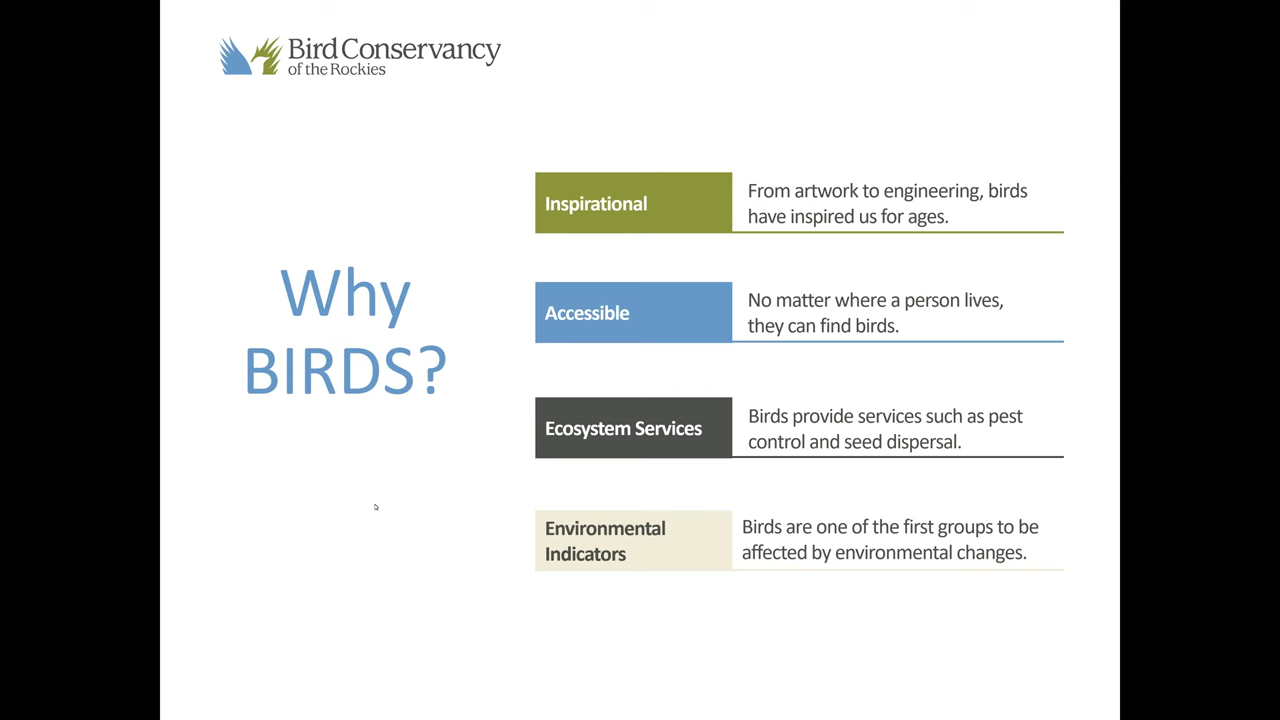 Bird Conservancy
of the Rockies
Why
BIRDS?
Inspirational
From artwork to engineering, birds
have inspired us for ages.
Accessible
No matter where a person lives,
they can find birds.
Ecosystem Services
Birds provide services such as pest
control and seed dispersal.
Environmental
Indicators
Birds are one of the first groups to be
affected by environmental changes.